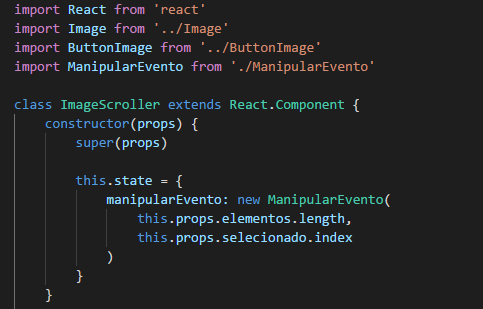 import React from 'react'
import Image from '../Image'
import ButtonImage from '../ButtonImage'
import ManipularEvento from './ManipularEvento'
class ImageScroller extends React.Component {
constructor(props) {
super(props)
this.state = {
manipularEvento: new ManipularEvento(
this.props.elementos.length,
this.props.selecionado.index
)
}
}